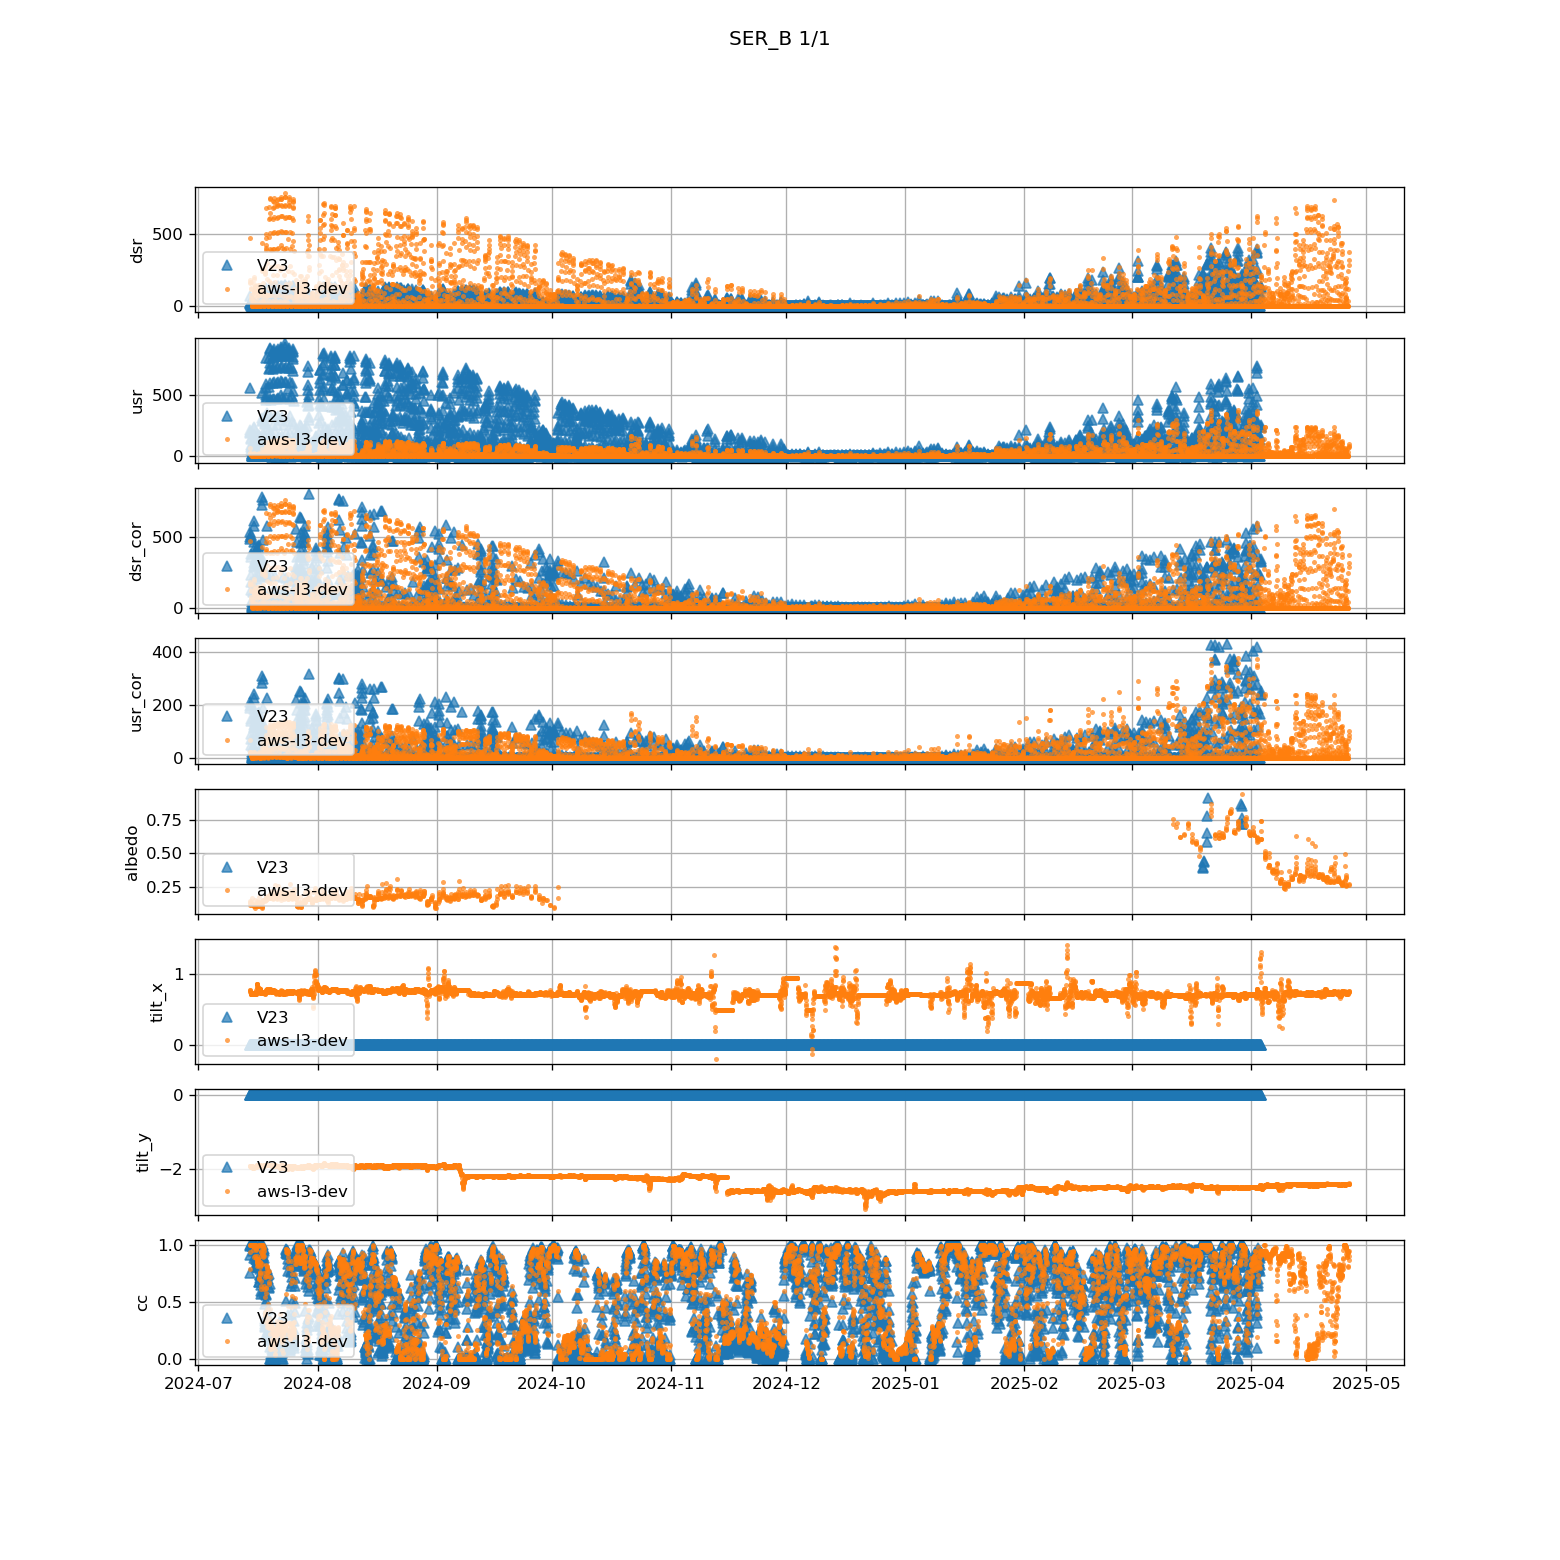 SER_B 1/1
dsr
500
0
V23
aws-l3-dev
usr
500
0
V23
aws-l3-dev
dsr_cor
500
0
V23
aws-l3-dev
usr_cor
400
200
0
V23
aws-l3-dev
albedo
0.75
0.50
0.25
V23
aws-l3-dev
tilt_x
1
0
V23
aws-l3-dev
tilt_y
0
−2
V23
aws-l3-dev
cc
1.0
0.5
0.0
V23
aws-l3-dev
2024-07 2024-08 2024-09 2024-10 2024-11 2024-12 2025-01 2025-02 2025-03 2025-04 2025-05